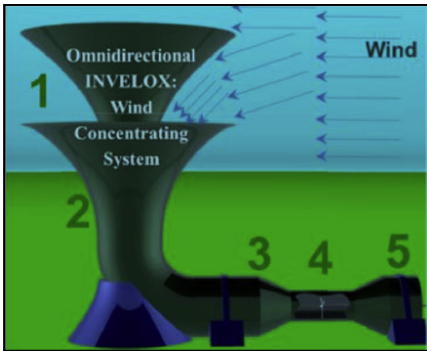 Omnidirectional
INVELOX:
Wind
Concentrating
System
Wind
1
2
3
4
5